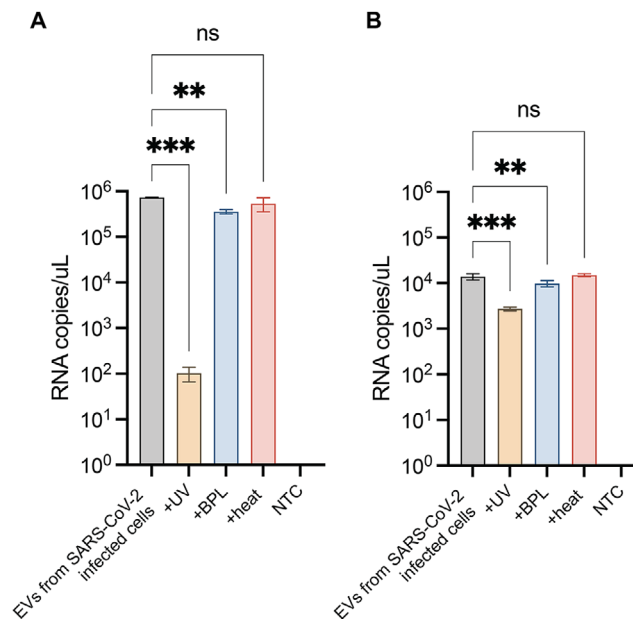 A
ns
**
***
10⁶
10⁵
10⁴
10³
10²
10¹
10⁰
RNA copies/uL
EVs from SARS-CoV-2
infected cells
+UV
+BPL
+heat
NTC
B
ns
**
***
10⁶
10⁵
10⁴
10³
10²
10¹
10⁰
RNA copies/uL
EVs from SARS-CoV-2
infected cells
+UV
+BPL
+heat
NTC